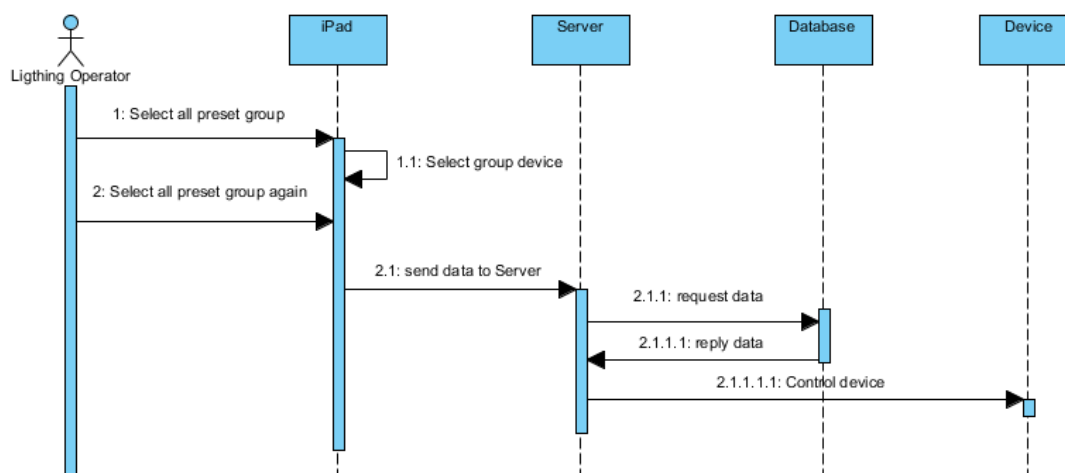 iPad
Server
Database
Device
Ligthing Operator
1: Select all preset group
1.1: Select group device
2: Select all preset group again
2.1: send data to Server
2.1.1: request data
2.1.1.1: reply data
2.1.1.1.1: Control device